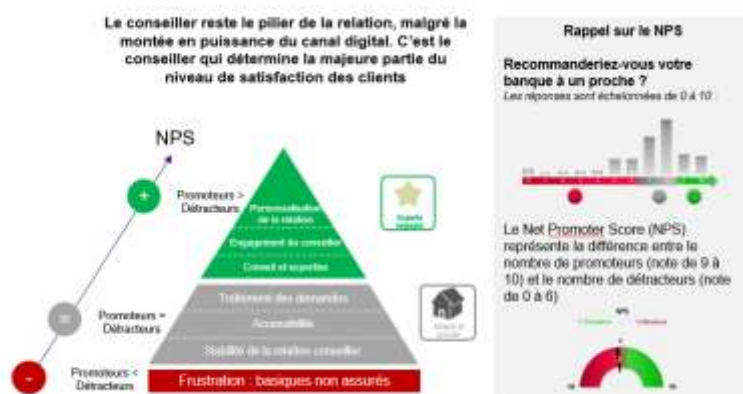 Le conseiller reste le pilier de la relation, malgré la
montée en puissance du canal digital. C'est le
conseiller qui détermine la majeure partie du
niveau de satisfaction des clients
NPS
+
Promoteurs >
Détracteurs
Personnalisation
de la relation
Engagement du conseiller
Conseil et expertise
=
Promoteurs =
Détracteurs
Traitement des demandes
Accessibilité
Stabilité de la relation conseiller
-
Promoteurs <
Détracteurs
Frustration : basiques non assurés
Rappel sur le NPS
Recommanderiez-vous votre
banque à un proche ?
Les réponses sont échelonnées de 0 à 10
Le Net Promoter Score (NPS)
représente la différence entre le
nombre de promoteurs (note de 9 à
10) et le nombre de détracteurs (note
de 0 à 6)
NPS